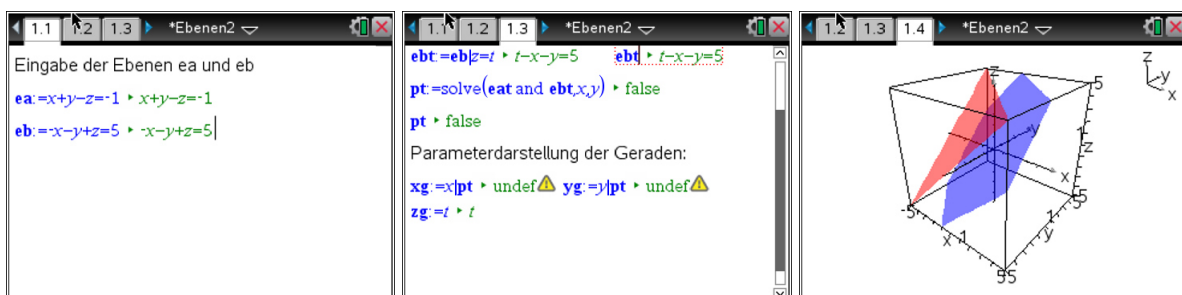 1.1 1.2 1.3 *Ebenen2
Eingabe der Ebenen ea und eb
ea:=x+y−z=-1 ▸ x+y−z=-1
eb:=-x−y+z=5 ▸ -x−y+z=5
1.1 1.2 1.3 *Ebenen2
ebt:=eb|z=t ▸ t−x−y=5 ebt ▸ t−x−y=5
pt:=solve(eat and ebt,x,y) ▸ false
pt ▸ false
Parameterdarstellung der Geraden:
xg:=x|pt ▸ undef yg:=y|pt ▸ undef
zg:=t ▸ t
1.2 1.3 1.4 *Ebenen2
z
5
z
y
x
y
1
z
x
-5
5
x 1
1
y
5 5